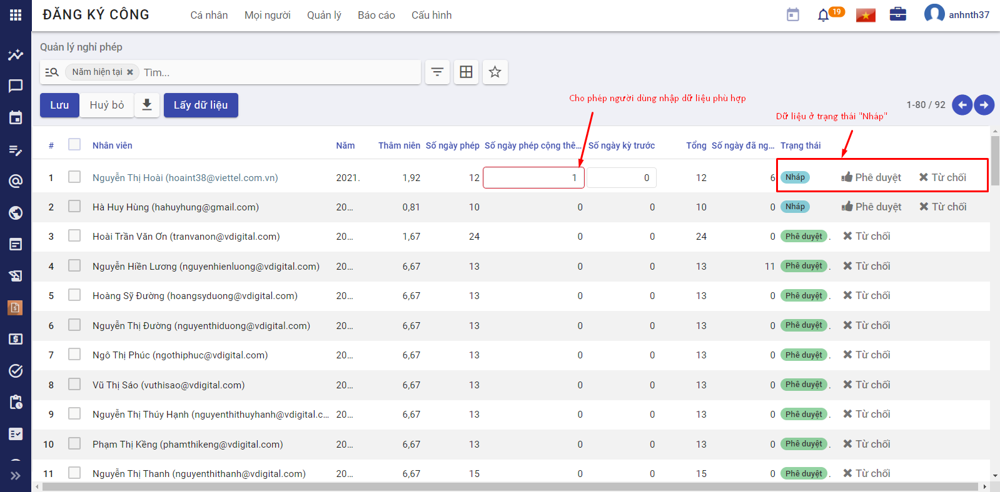 ĐĂNG KÝ CÔNG Cá nhân Mọi người Quản lý Báo cáo Cấu hình 19 anhnth37
Quản lý nghỉ phép
Năm hiện tại Tìm...
Cho phép người dùng nhập dữ liệu phù hợp
Lưu Huỷ bỏ Lấy dữ liệu 1-80 / 92
Dữ liệu ở trạng thái "Nháp"
# Nhân viên Năm Thâm niên Số ngày phép Số ngày phép cộng thê... Số ngày kỳ trước Tổng Số ngày đã ng... Trạng thái
1 Nguyễn Thị Hoài (hoaint38@viettel.com.vn) 2021. 1,92 12 1 0 12 6 Nháp Phê duyệt Từ chối
2 Hà Huy Hùng (hahuyhung@gmail.com) 20... 0,81 10 0 0 10 0 Nháp Phê duyệt Từ chối
3 Hoài Trần Văn Ơn (tranvanon@vdigital.com) 20... 1,67 24 0 0 24 0 Phê duyệt . Từ chối
4 Nguyễn Hiền Lương (nguyenhienluong@vdigital.com) 20... 6,67 13 0 0 13 11 Phê duyệt . Từ chối
5 Hoàng Sỹ Đường (hoangsyduong@vdigital.com) 20... 6,67 13 0 0 13 0 Phê duyệt . Từ chối
6 Nguyễn Thị Đường (nguyenthiduong@vdigital.com) 20... 6,67 13 0 0 13 0 Phê duyệt . Từ chối
7 Ngô Thị Phúc (ngothiphuc@vdigital.com) 20... 6,67 13 0 0 13 0 Phê duyệt . Từ chối
8 Vũ Thị Sáo (vuthisao@vdigital.com) 20... 6,67 13 0 0 13 0 Phê duyệt . Từ chối
9 Nguyễn Thị Thúy Hạnh (nguyenthithuyhanh@vdigital.c... 20... 6,67 13 0 0 13 0 Phê duyệt . Từ chối
10 Phạm Thị Kềng (phamthikeng@vdigital.com) 20... 6,67 13 0 0 13 0 Phê duyệt . Từ chối
11 Nguyễn Thị Thanh (nguyenthithanh@vdigital.com) 20... 6,67 15 0 0 15 0 Phê duyệt . Từ chối